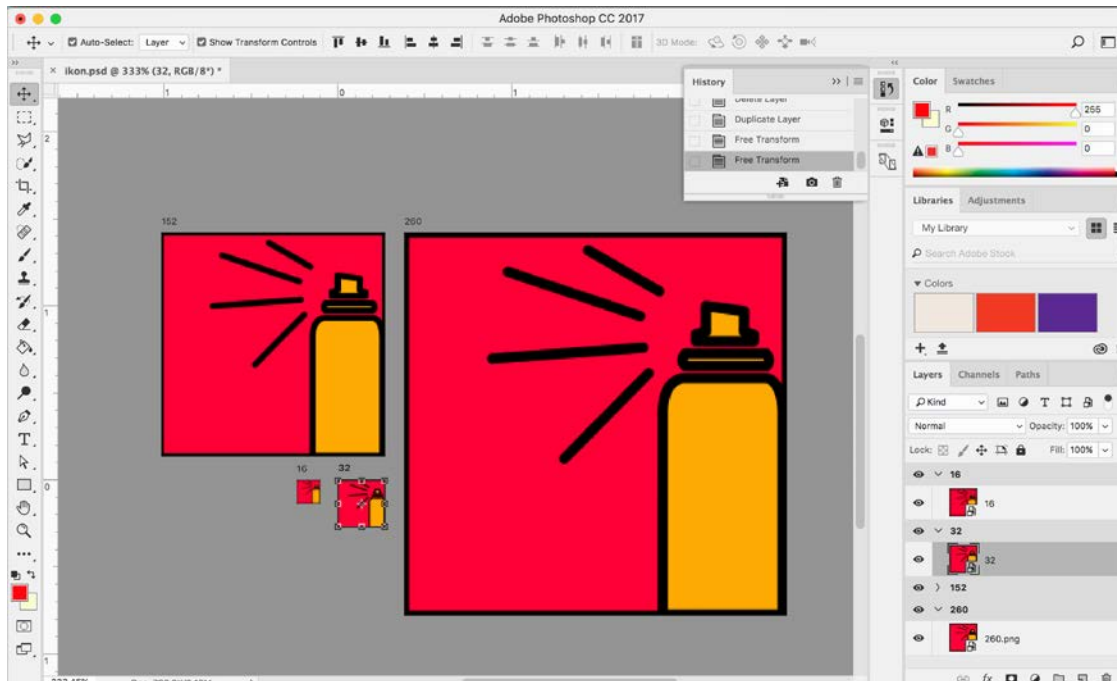 Adobe Photoshop CC 2017
Auto-Select: Layer Show Transform Controls 3D Mode:
× ikon.psd @ 333% (32, RGB/8*) *
1 0 1
2
1
0
1
152
260
16 32
History
Delete Layer
Duplicate Layer
Free Transform
Free Transform
Color Swatches
R 255
G 0
B 0
Libraries Adjustments
My Library
Search Adobe Stock
Colors
Layers Channels Paths
Kind
Normal Opacity: 100%
Lock: Fill: 100%
16
16
32
32
152
260
260.png
fx